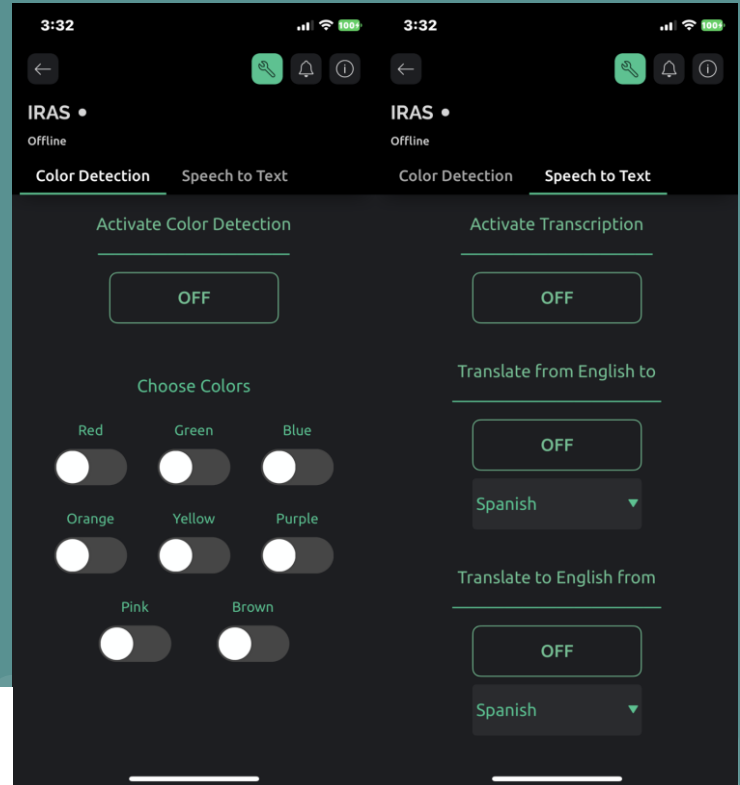 3:32
100+
IRAS
Offline
Color Detection Speech to Text
Activate Color Detection
OFF
Choose Colors
Red Green Blue
Orange Yellow Purple
Pink Brown
3:32
100+
IRAS
Offline
Color Detection Speech to Text
Activate Transcription
OFF
Translate from English to
OFF
Spanish
Translate to English from
OFF
Spanish